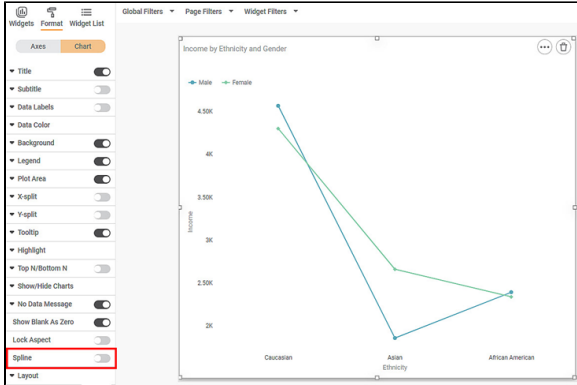 Widgets Format Widget List
Global Filters Page Filters Widget Filters
Axes Chart
Title
Subtitle
Data Labels
Data Color
Background
Legend
Plot Area
X-split
Y-split
Tooltip
Highlight
Top N/Bottom N
Show/Hide Charts
No Data Message
Show Blank As Zero
Lock Aspect
Spline
Layout
Income by Ethnicity and Gender
Male Female
4.50K
4K
3.50K
3K
2.50K
2K
Income
Caucasian Asian African American
Ethnicity